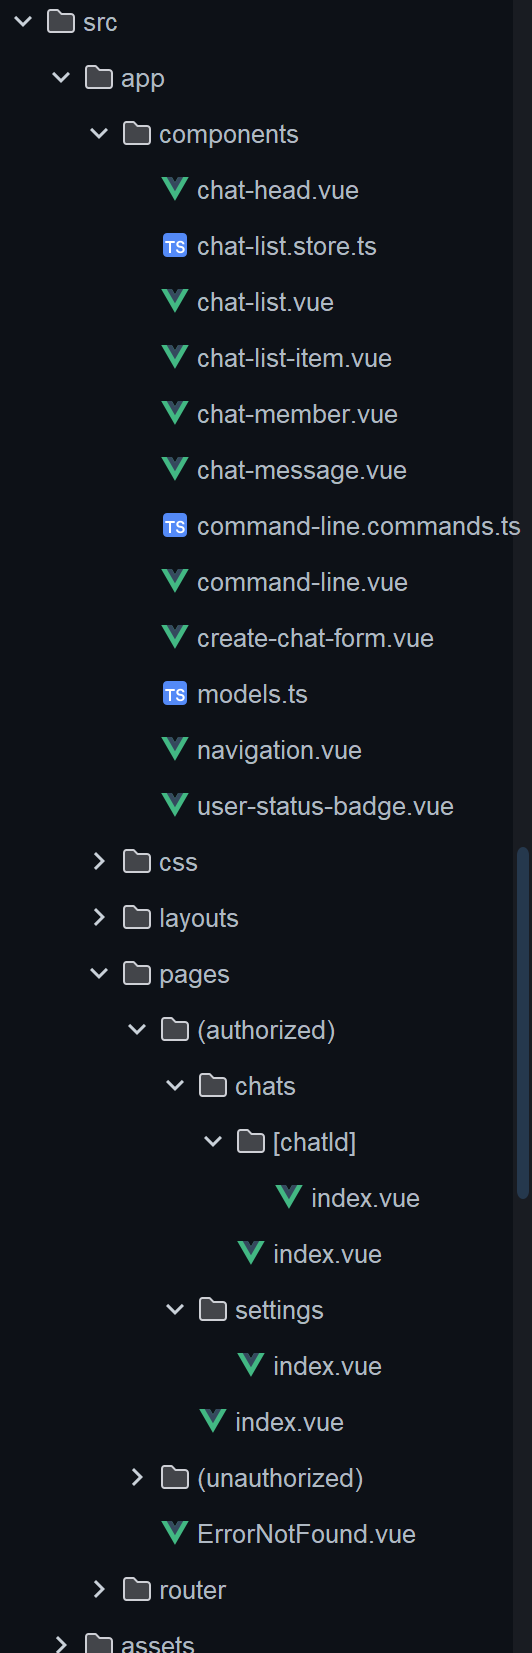 src
app
components
chat-head.vue
TS chat-list.store.ts
chat-list.vue
chat-list-item.vue
chat-member.vue
chat-message.vue
TS command-line.commands.ts
command-line.vue
create-chat-form.vue
TS models.ts
navigation.vue
user-status-badge.vue
css
layouts
pages
(authorized)
chats
[chatId]
index.vue
index.vue
settings
index.vue
index.vue
(unauthorized)
ErrorNotFound.vue
router
assets